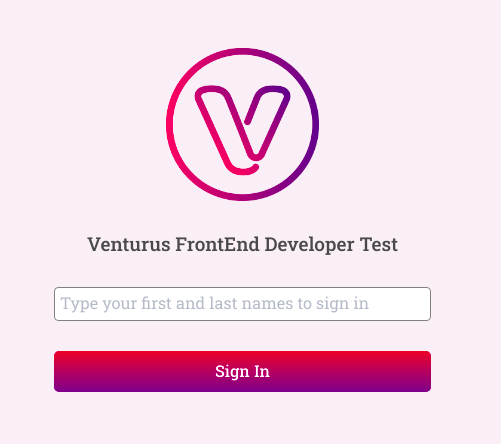 Venturus FrontEnd Developer Test
Type your first and last names to sign in
Sign In